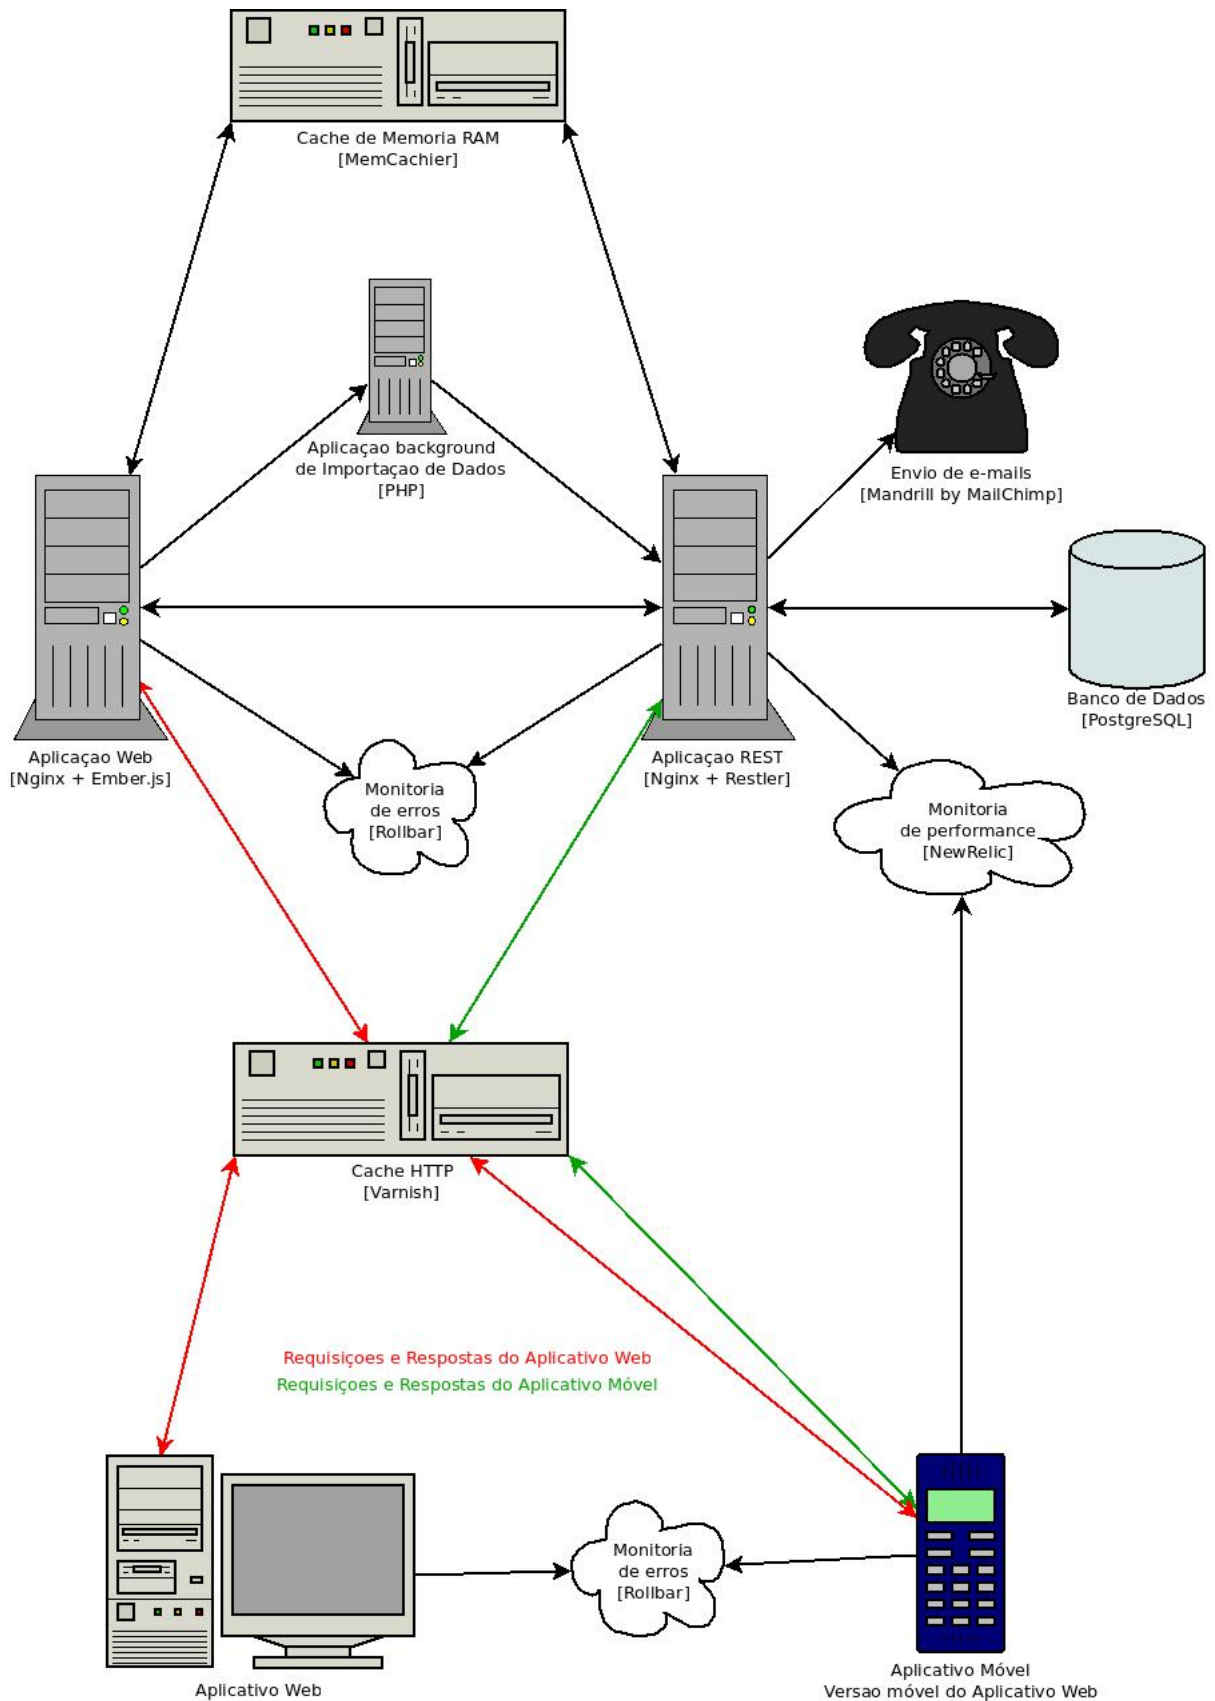 Cache de Memoria RAM
[MemCachier]
Aplicaçao background
de Importaçao de Dados
[PHP]
Envio de e-mails
[Mandrill by MailChimp]
Banco de Dados
[PostgreSQL]
Aplicaçao Web
[Nginx + Ember.js]
Aplicaçao REST
[Nginx + Restler]
Monitoria
de erros
[Rollbar]
Monitoria
de performance
[NewRelic]
Cache HTTP
[Varnish]
Requisiçoes e Respostas do Aplicativo Web
Requisiçoes e Respostas do Aplicativo Móvel
Monitoria
de erros
[Rollbar]
Aplicativo Web
Aplicativo Móvel
Versao móvel do Aplicativo Web